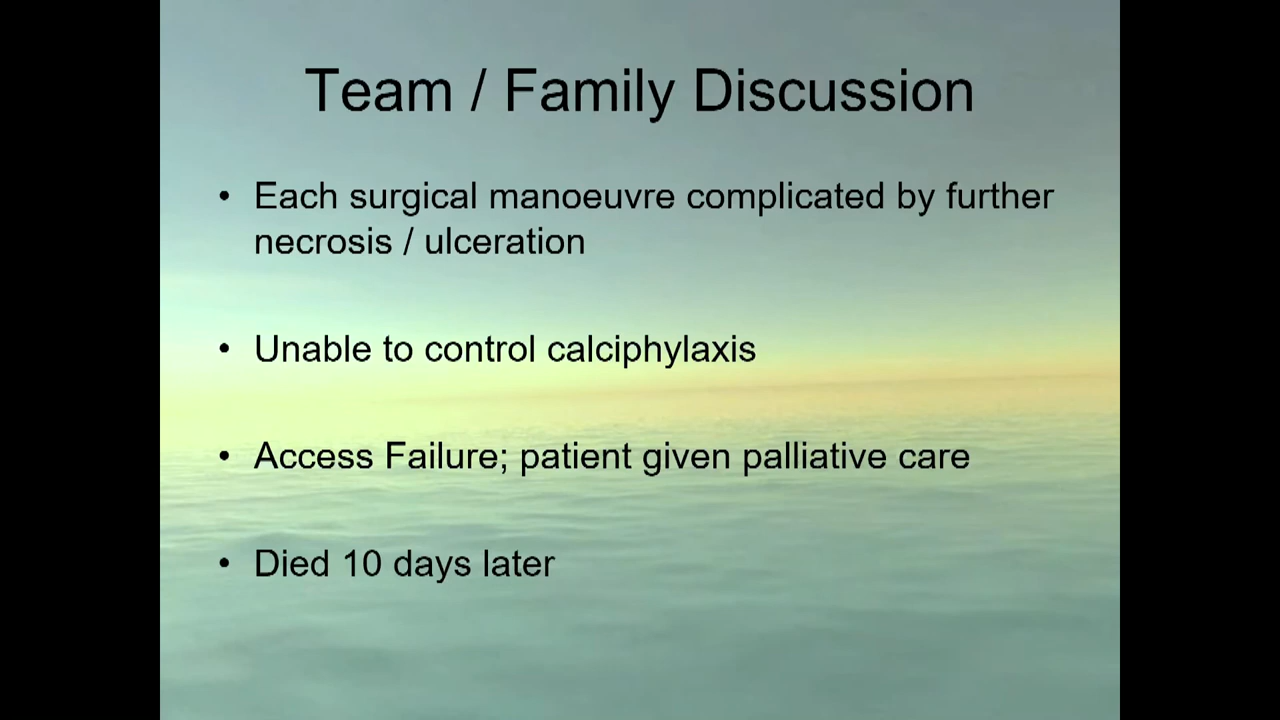 Team / Family Discussion
• Each surgical manoeuvre complicated by further
necrosis / ulceration
• Unable to control calciphylaxis
• Access Failure; patient given palliative care
• Died 10 days later